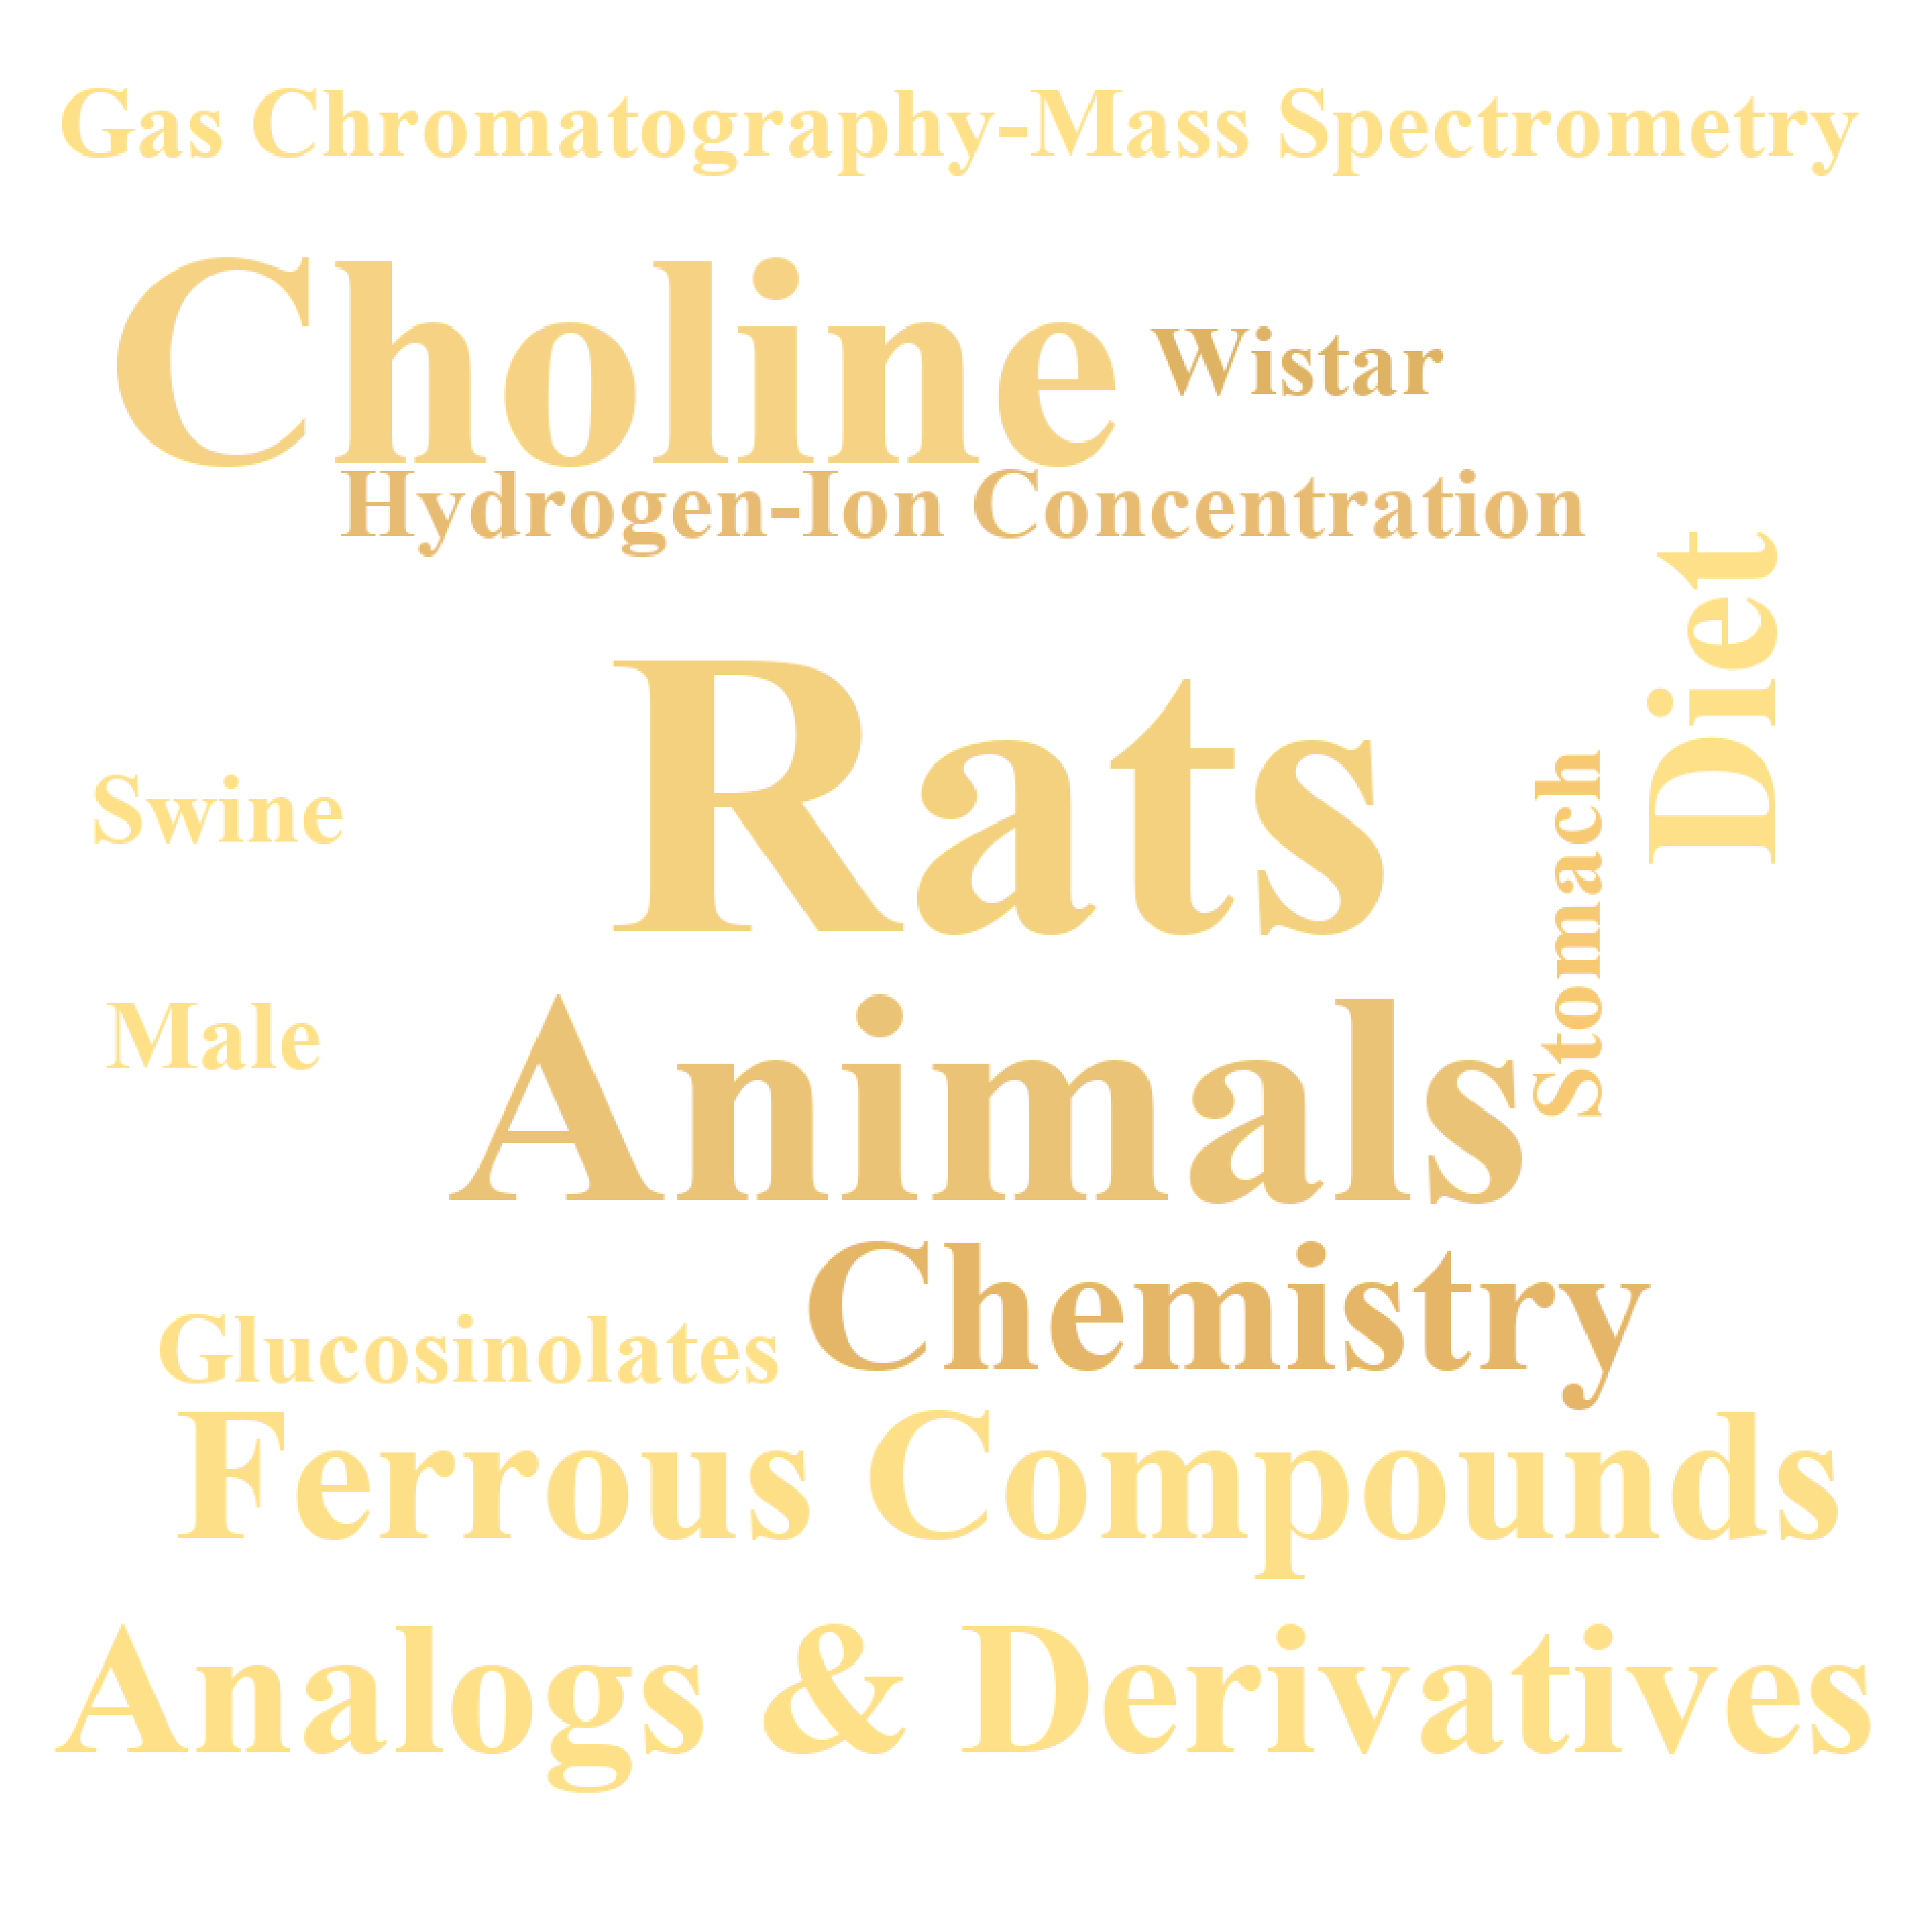 Gas Chromatography-Mass Spectrometry
Choline
Wistar
Hydrogen-Ion Concentration
Diet
Rats
Swine
Stomach
Male
Animals
Chemistry
Glucosinolates
Ferrous Compounds
Analogs & Derivatives